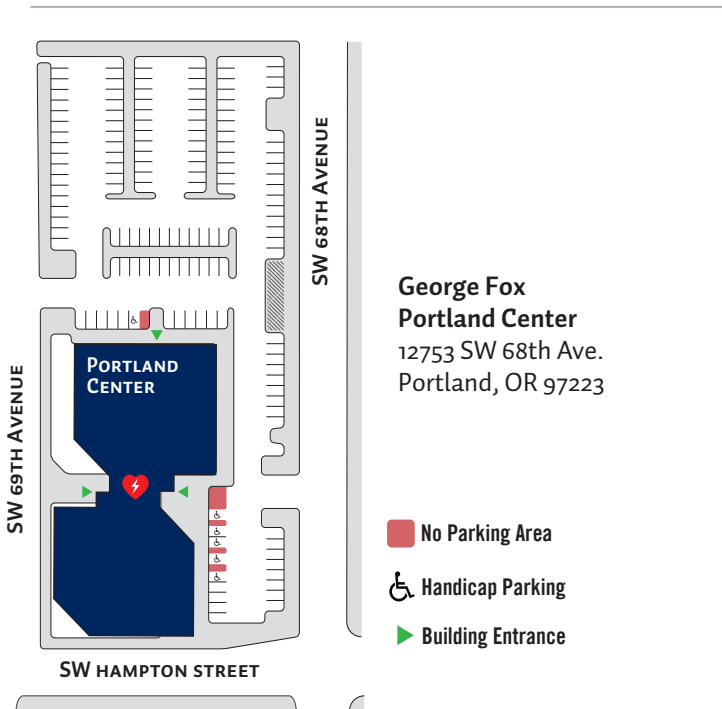 SW 68TH AVENUE
PORTLAND
CENTER
SW 69TH AVENUE
SW HAMPTON STREET
George Fox
Portland Center
12753 SW 68th Ave.
Portland, OR 97223
No Parking Area
Handicap Parking
Building Entrance